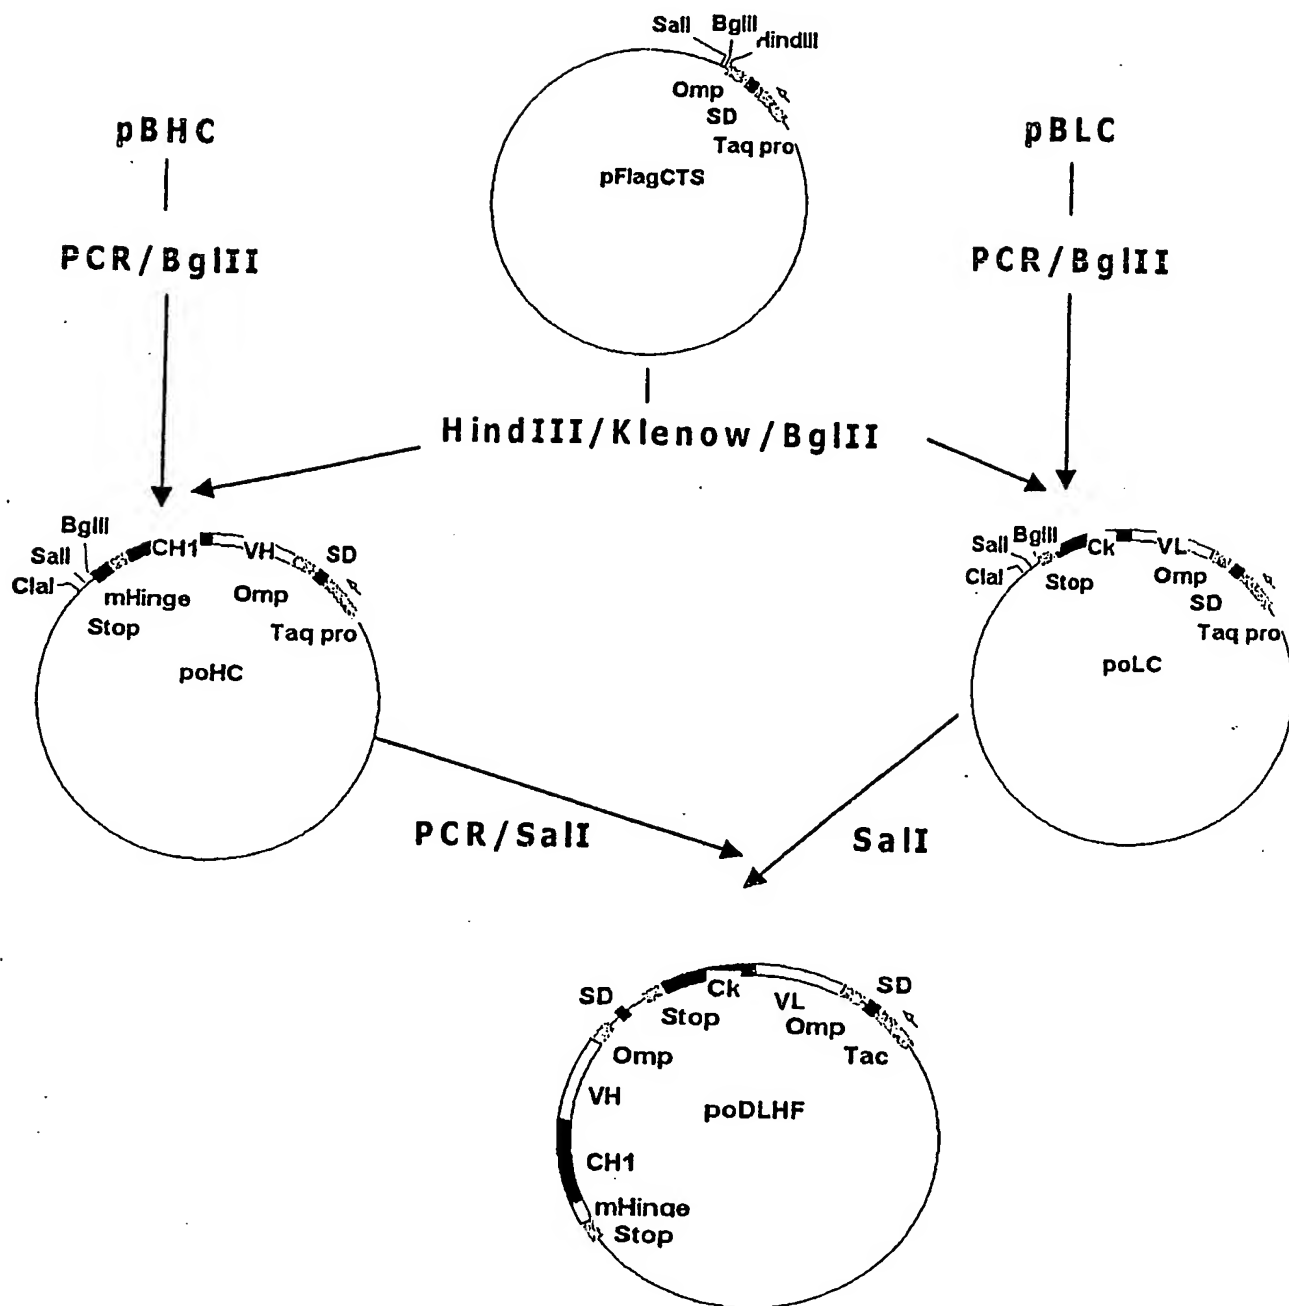 SalI BglII HindIII
Omp
SD
Taq pro
pFlagCTS
pBHC
pBLC
PCR/BglII
PCR/BglII
HindIII/Klenow/BglII
BglII
SalI
ClaI
CH1
VH
SD
mHinge
Omp
Stop
Taq pro
poHC
SalI
BglII
ClaI
Ck
VL
Stop
Omp
SD
Taq pro
poLC
PCR/SalI
SalI
SD
Ck
VL
SD
Stop
Omp
Omp
Tac
VH
poDLHF
CH1
mHinge
Stop